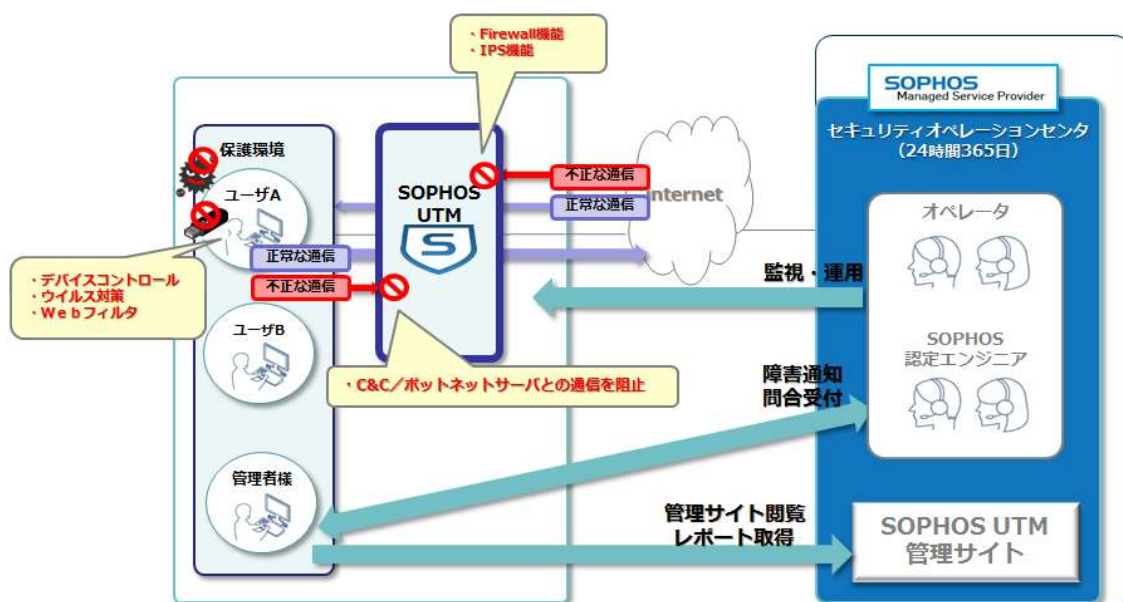 ・Firewall機能
・IPS機能
SOPHOS
Managed Service Provider
セキュリティオペレーションセンタ
（24時間365日）
保護環境
ユーザA
SOPHOS
UTM
S
不正な通信
正常な通信
internet
正常な通信
不正な通信
・デバイスコントロール
・ウイルス対策
・Ｗｅｂフィルタ
ユーザB
・C&C／ボットネットサーバとの通信を阻止
管理者様
監視・運用
障害通知
問合受付
管理サイト閲覧
レポート取得
オペレータ
SOPHOS
認定エンジニア
SOPHOS UTM
管理サイト